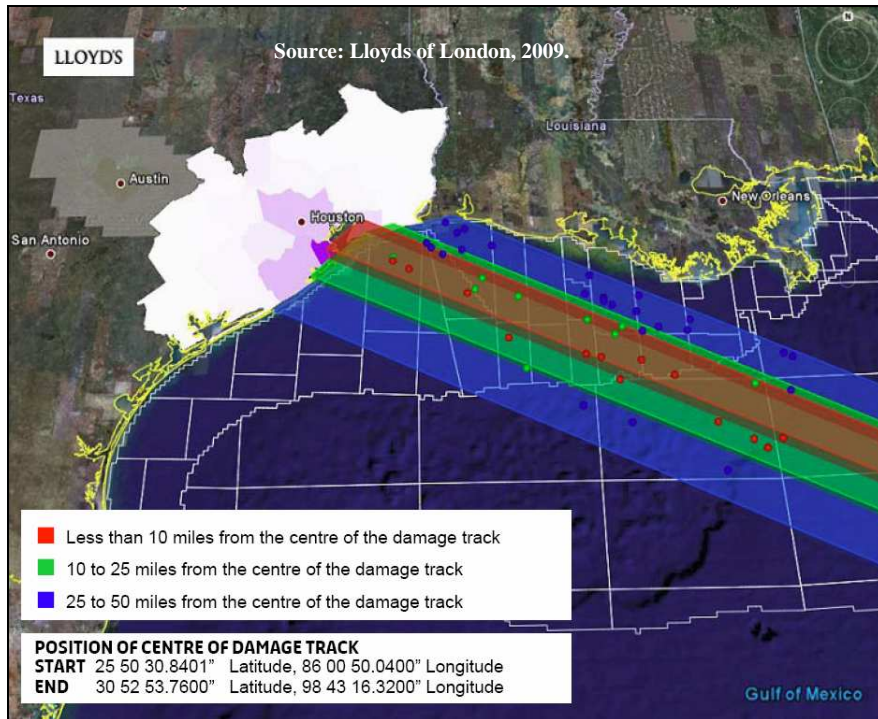 LLOYD'S
Source: Lloyds of London, 2009.
N
Texas
Louisiana
Austin
New Orleans
Houston
San Antonio
Less than 10 miles from the centre of the damage track
10 to 25 miles from the centre of the damage track
25 to 50 miles from the centre of the damage track
POSITION OF CENTRE OF DAMAGE TRACK
START 25 50 30.8401” Latitude, 86 00 50.0400” Longitude
END 30 52 53.7600” Latitude, 98 43 16.3200” Longitude
Gulf of Mexico